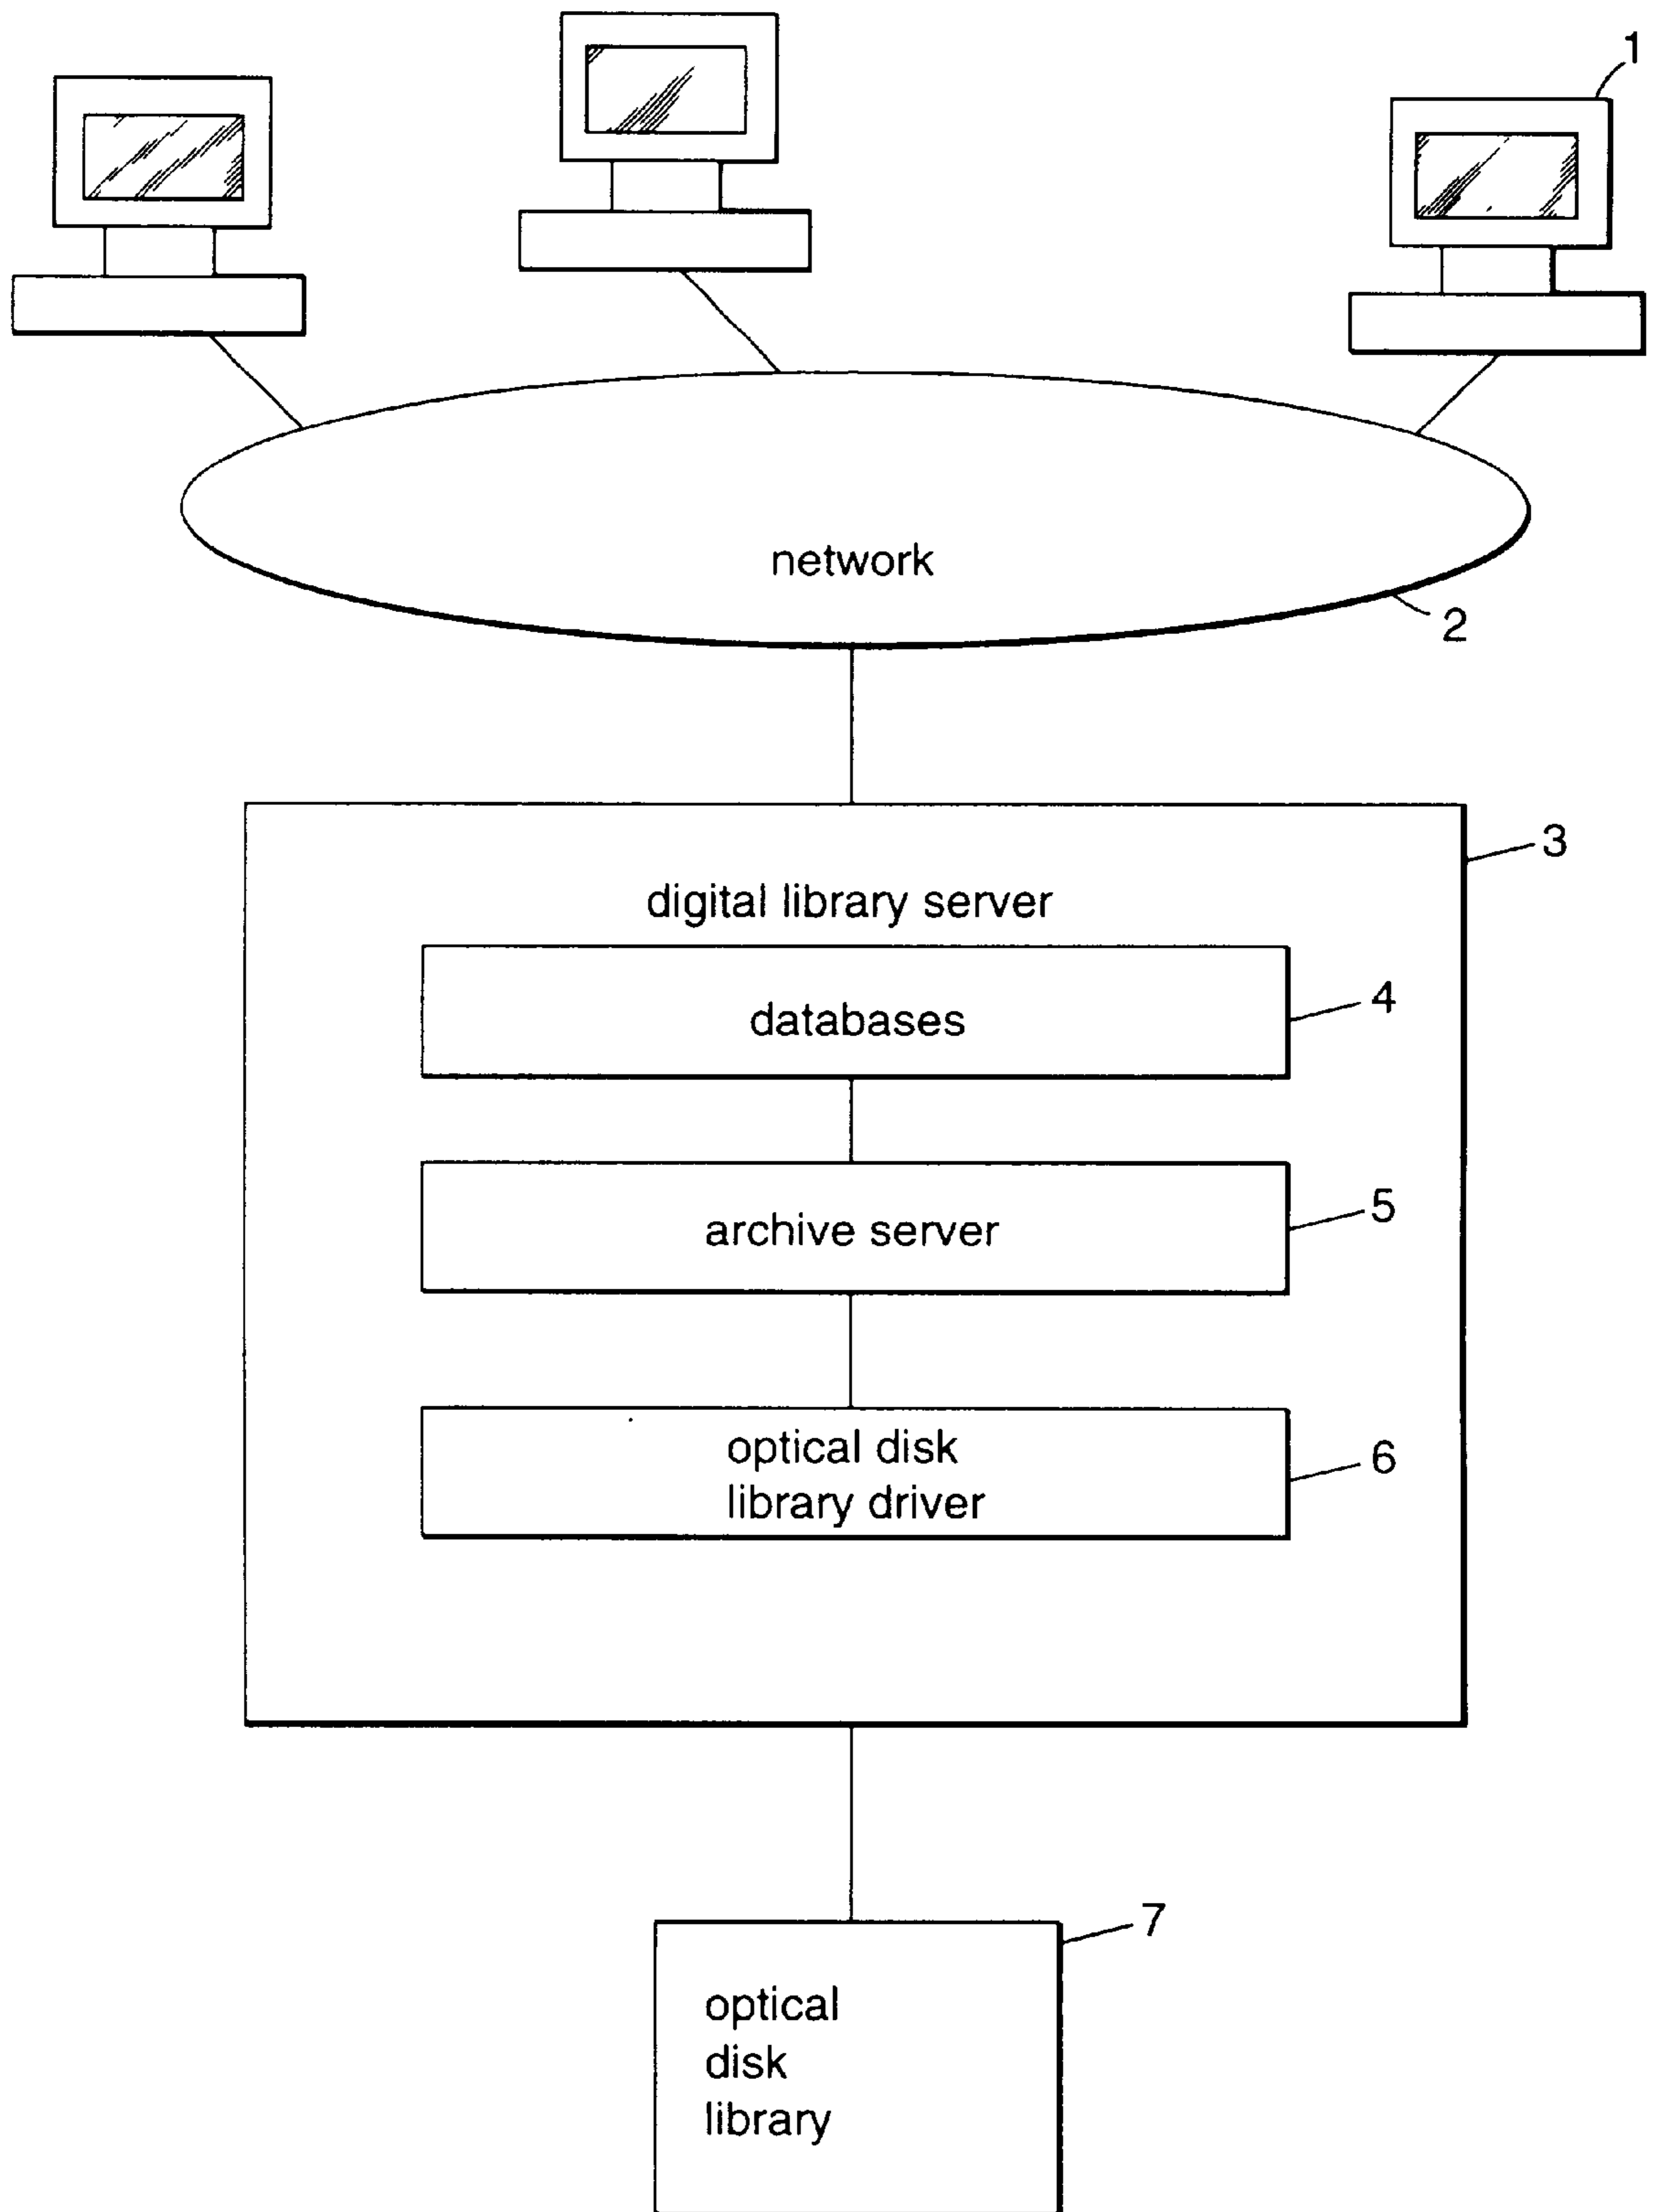 1
network
2
3
digital library server
4
databases
5
archive server
6
optical disk
library driver
7
optical
disk
library